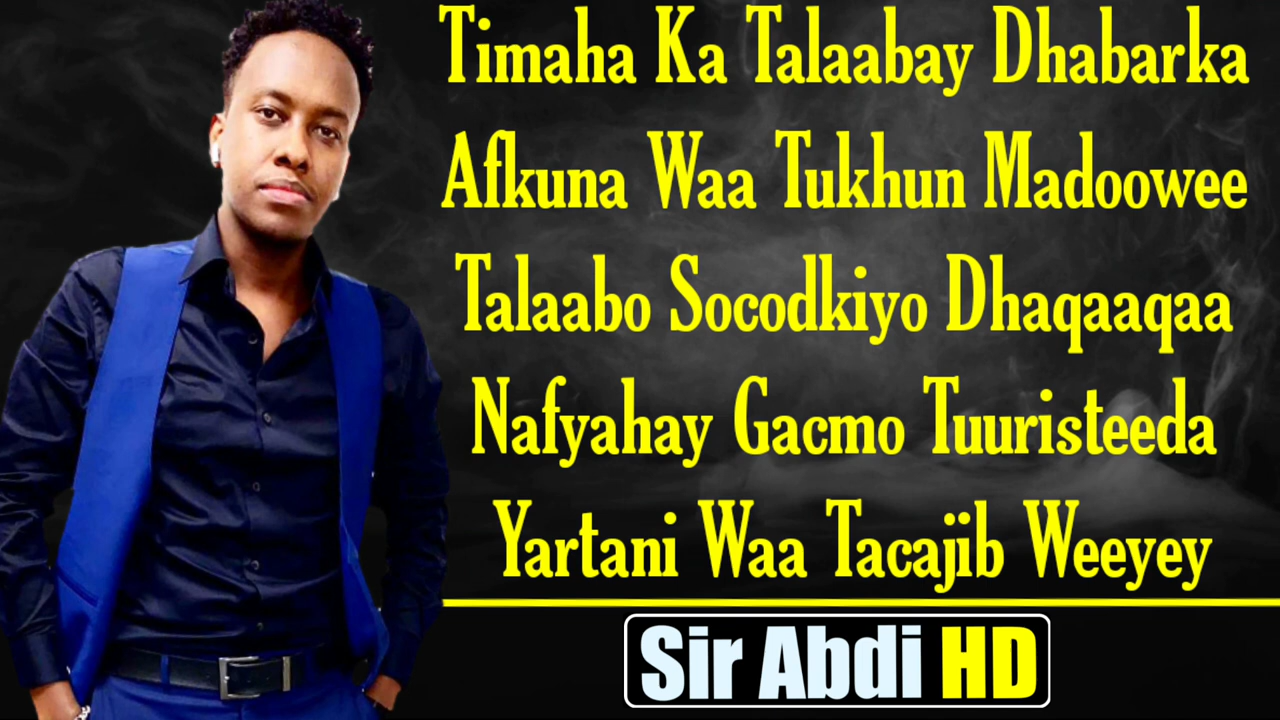 Timaha Ka Talaabay Dhabarka
Afkuna Waa Tukhun Madoowee
Talaabo Socodkiyo Dhaqaaqaa
Nafyahay Gacmo Tuuristeeda
Yartani Waa Tacajib Weeyey
Sir Abdi HD